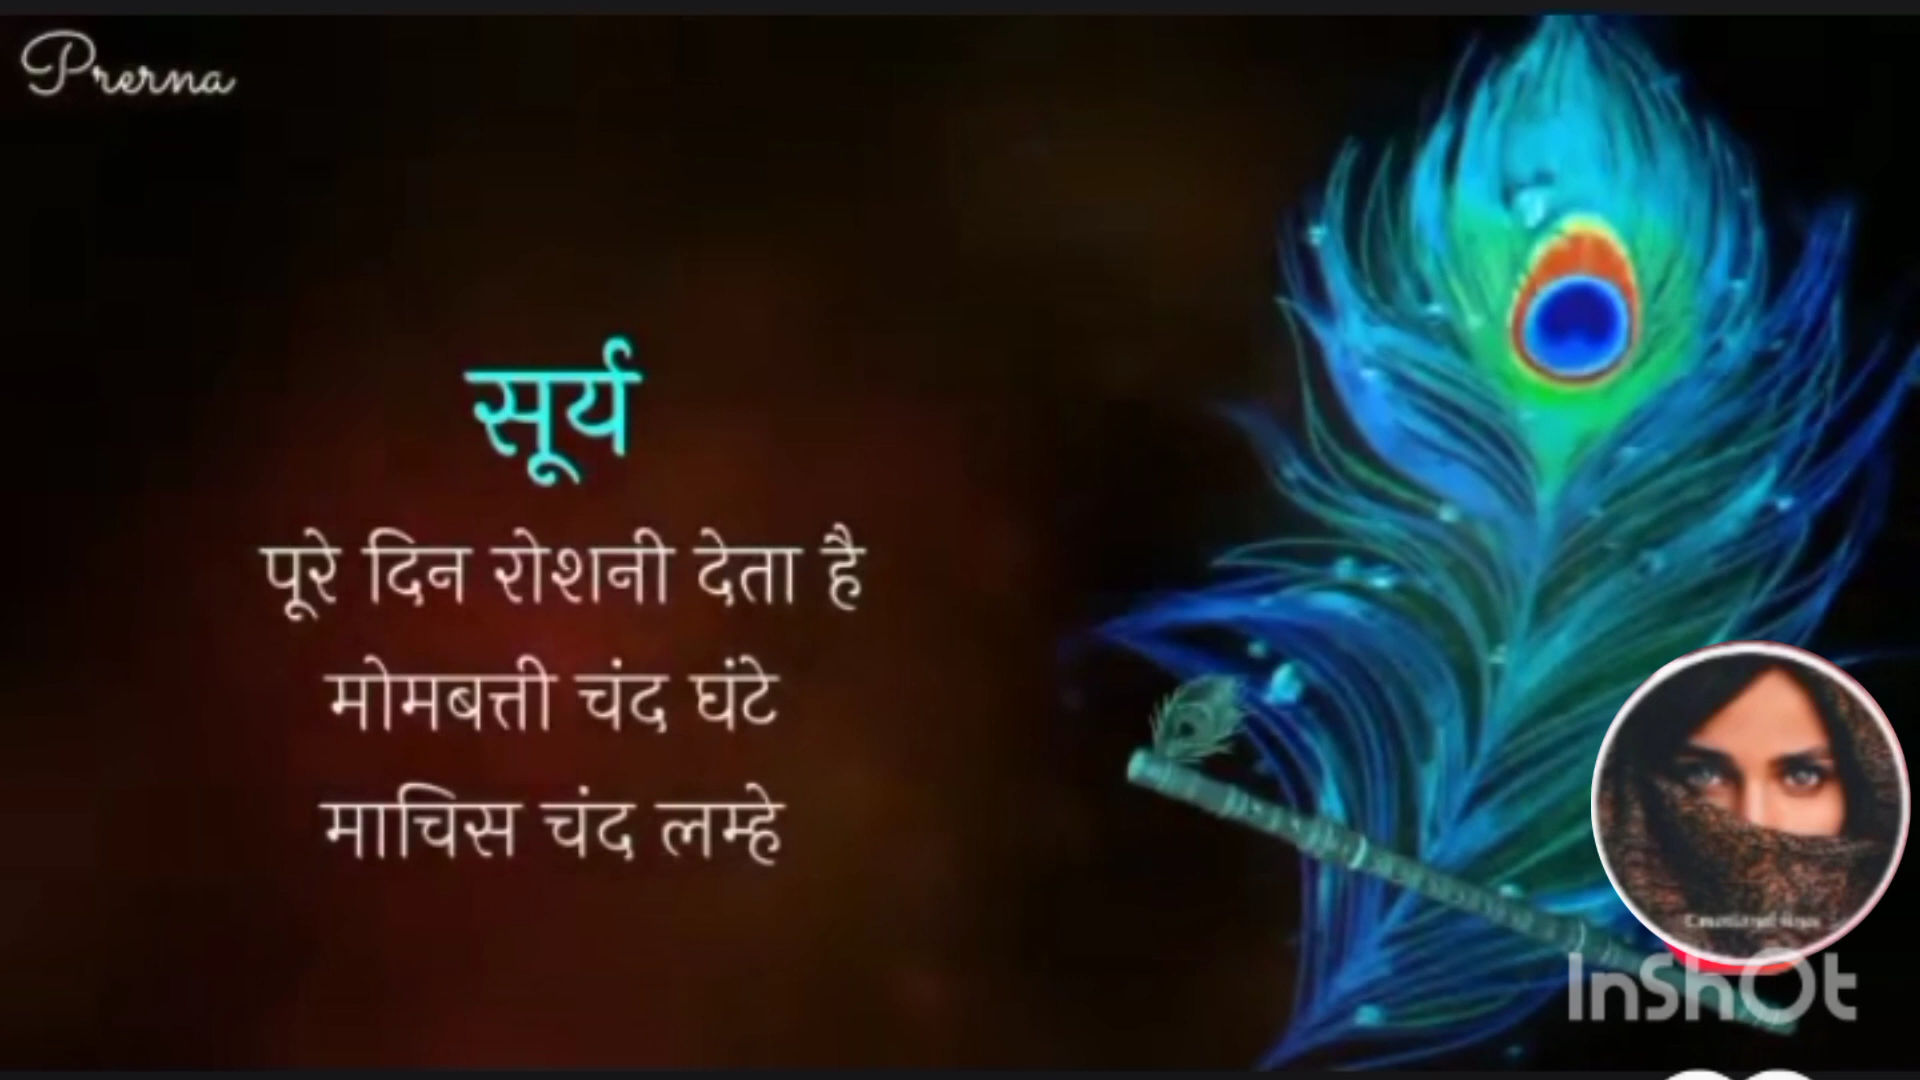 Prerna
सूर्य
पूरे दिन रोशनी देता है
मोमबत्ती चंद घंटे
माचिस चंद लम्हे
InShOt